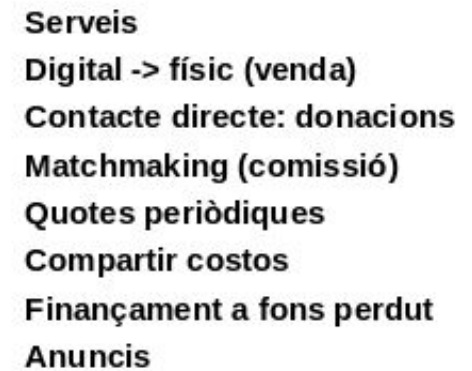 Serveis
Digital -> físic (venda)
Contacte directe: donacions
Matchmaking (comissió)
Quotes periòdiques
Compartir costos
Finançament a fons perdut
Anuncis